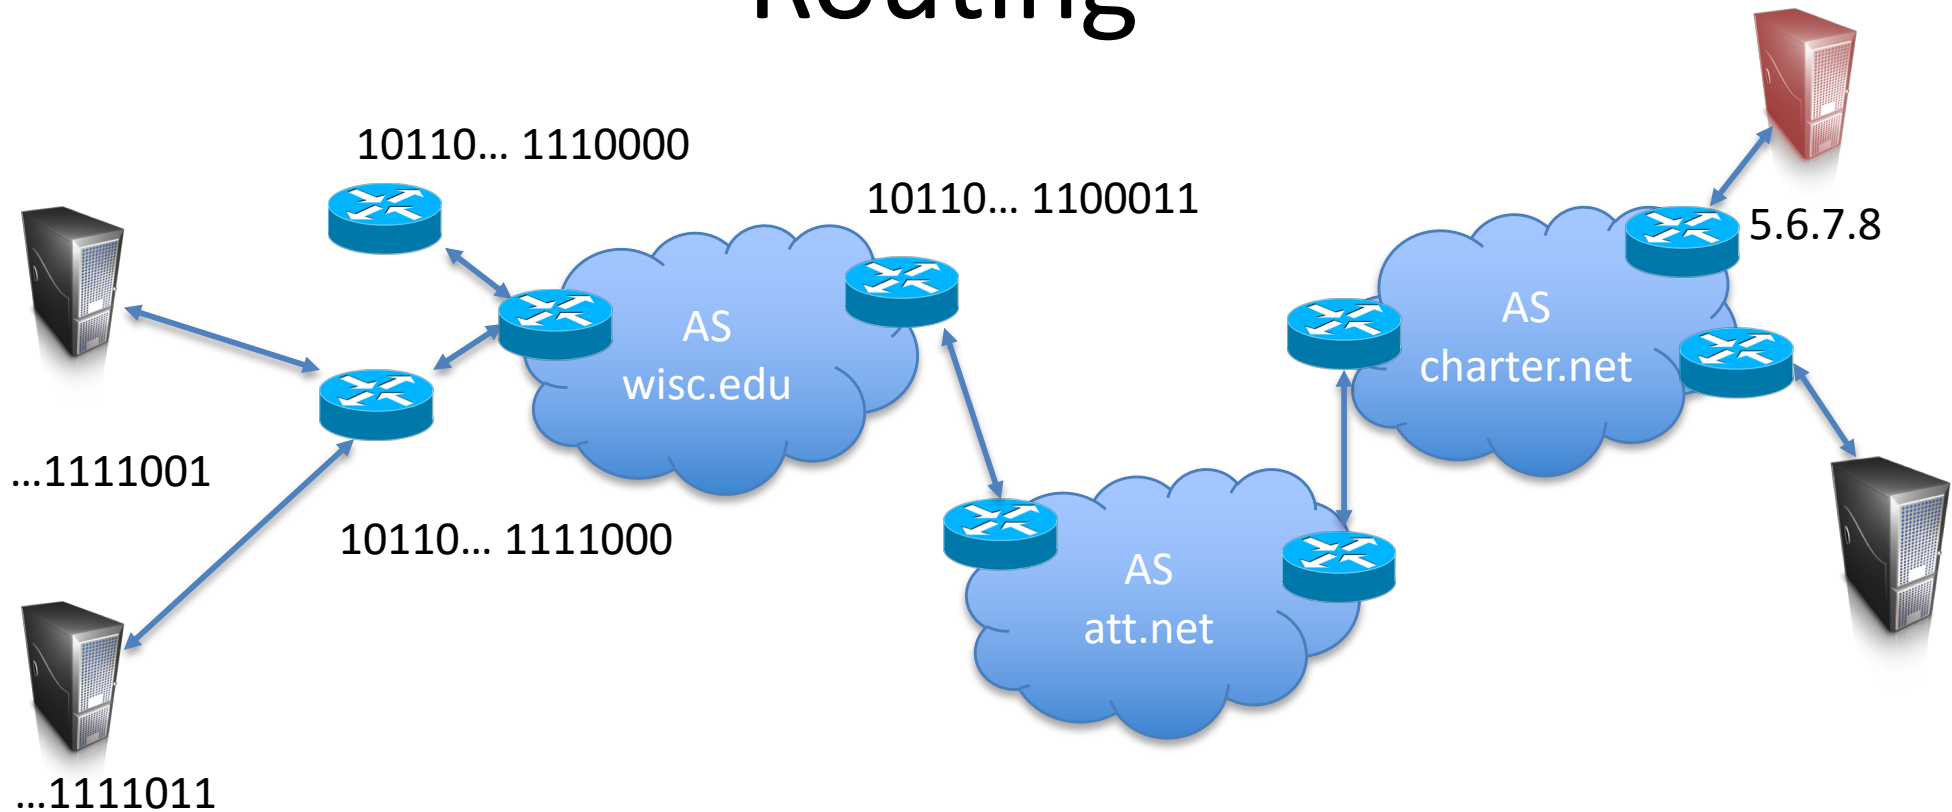 Routing
10110... 1110000
10110... 1100011
5.6.7.8
AS
wisc.edu
AS
charter.net
...1111001
10110... 1111000
AS
att.net
...1111011